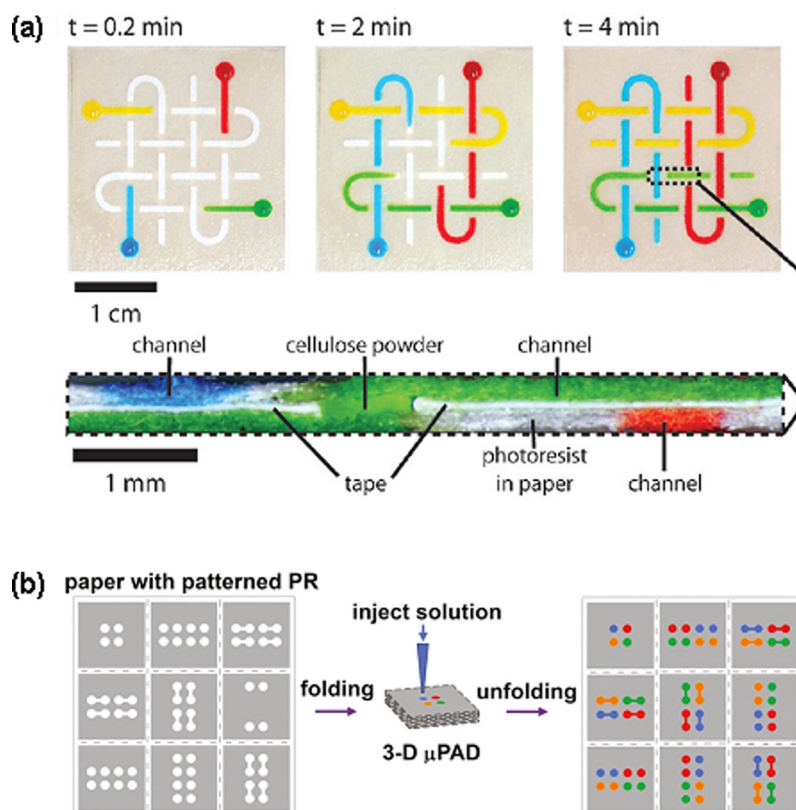 (a)
t = 0.2 min
t = 2 min
t = 4 min
1 cm
channel
cellulose powder
channel
1 mm
tape
photoresist
in paper
channel
(b)
paper with patterned PR
inject solution
folding
unfolding
3-D μPAD